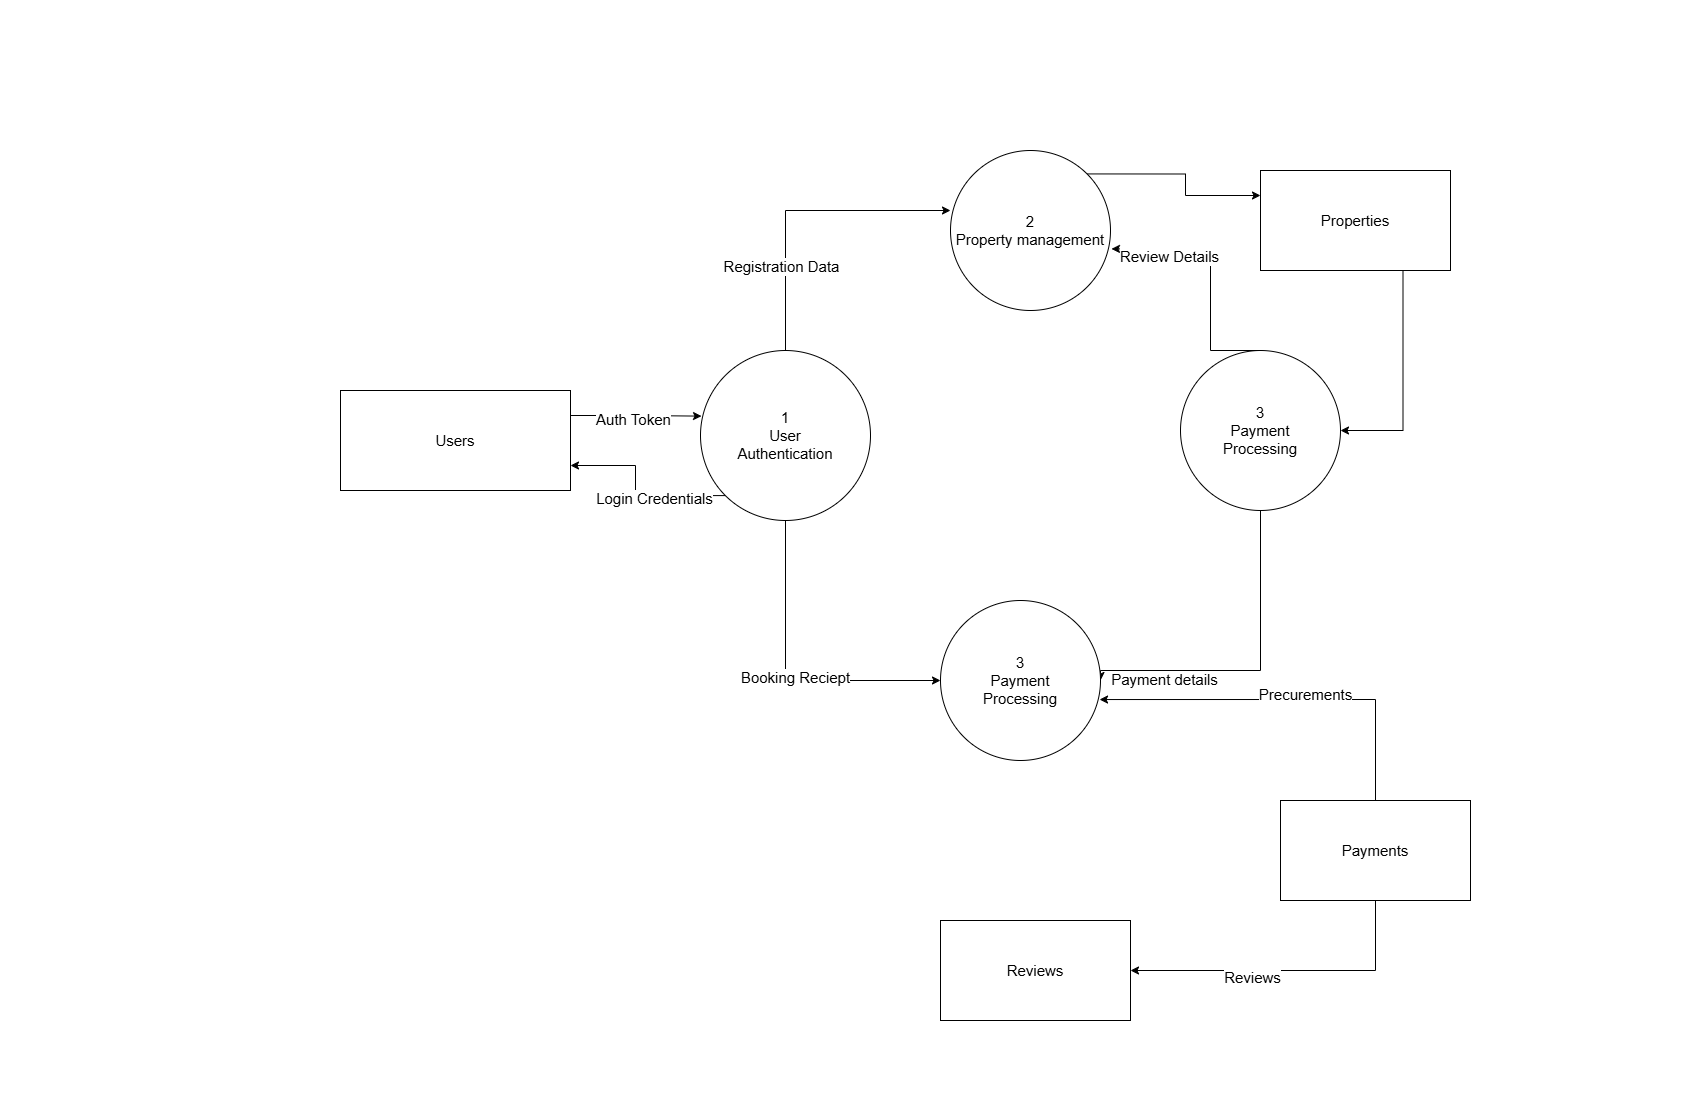 2
Property management
Properties
Review Details
Registration Data
1
User
Authentication
3
Payment
Processing
Users
Auth Token
Login Credentials
3
Payment
Processing
Booking Reciept
Payment details
Precurements
Payments
Reviews
Reviews